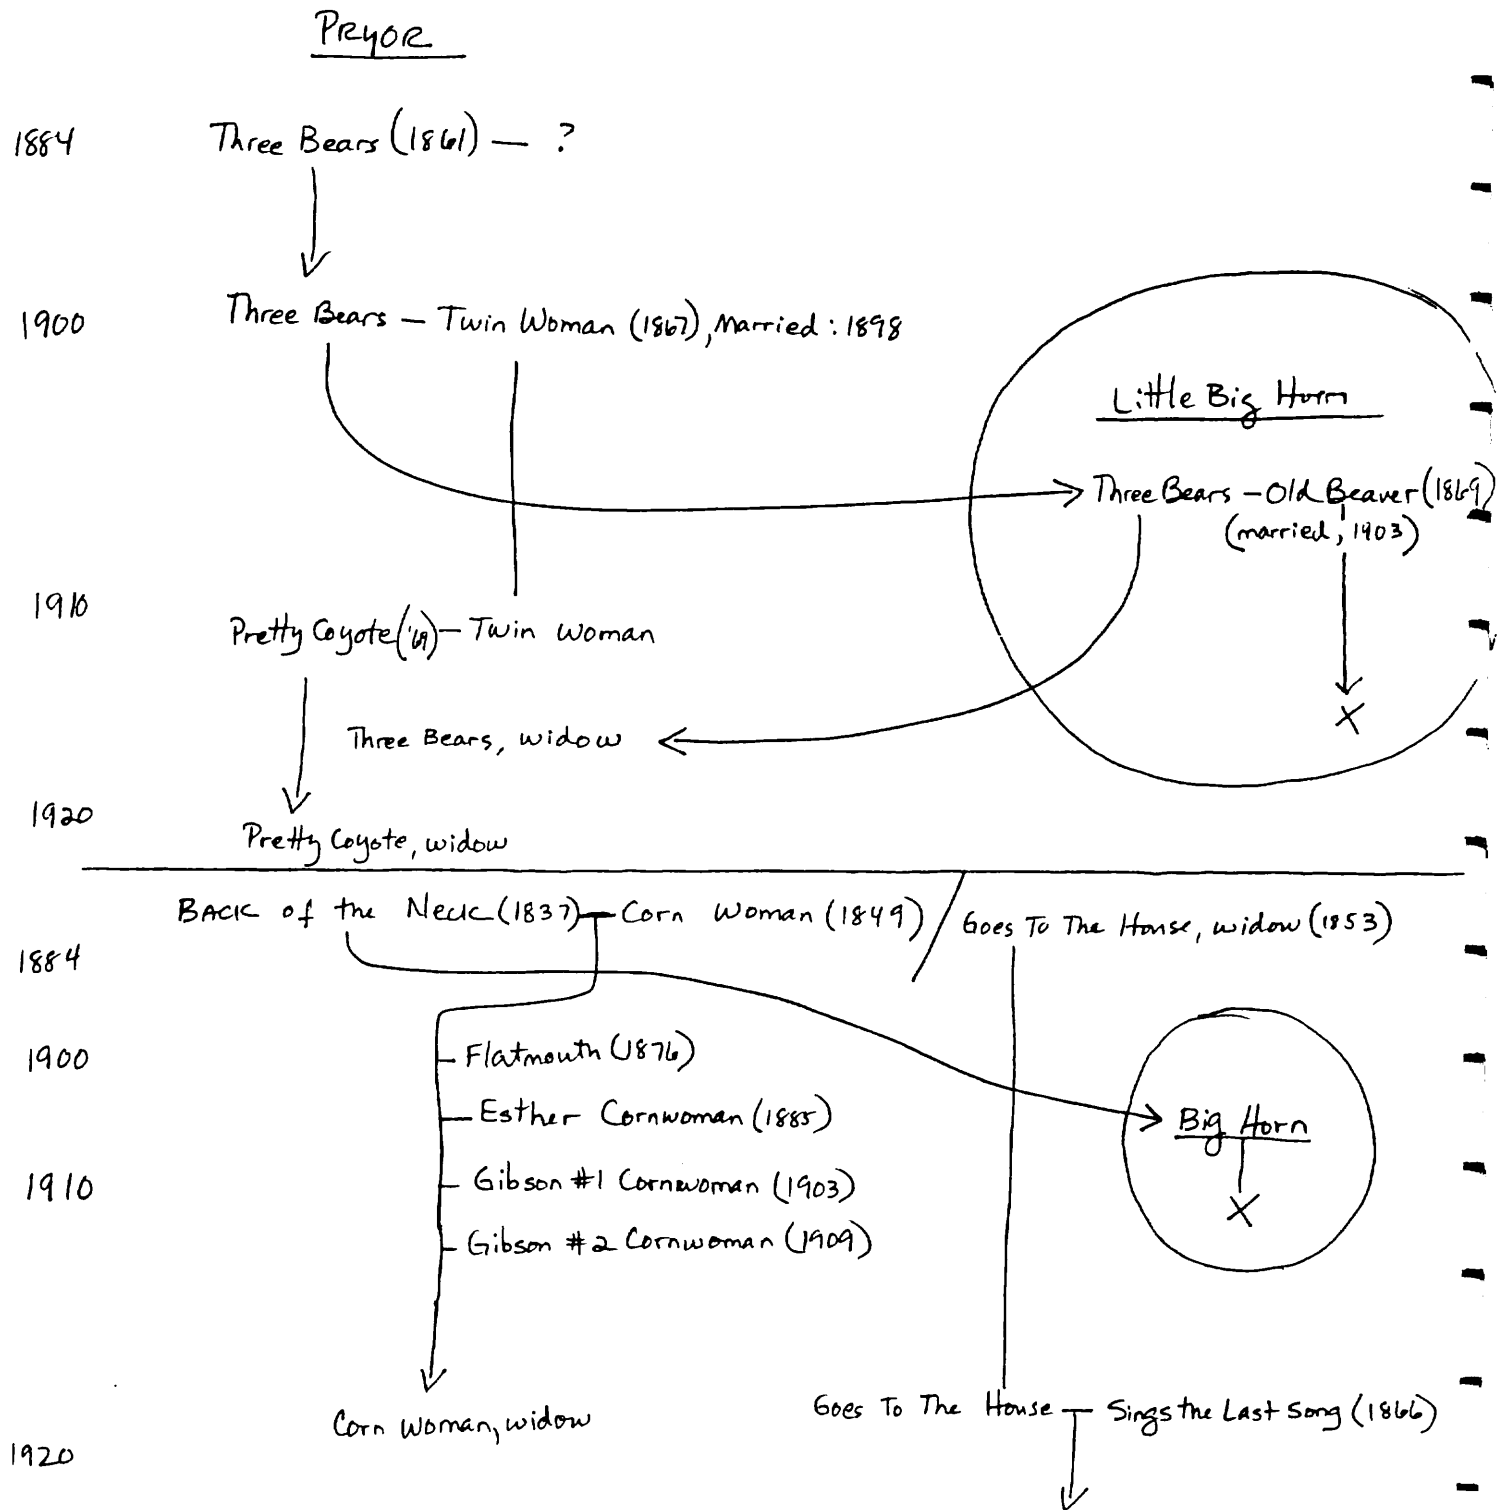 PRYOR
1884 Three Bears (1861) — ?
1900 Three Bears — Twin Woman (1867), Married: 1898
Little Big Horn
Three Bears — Old Beaver (1869)
(married, 1903)
1910
Pretty Coyote ('69) — Twin Woman
X
Three Bears, widow
1920
Pretty Coyote, widow
BACK of the Neck (1837) — Corn Woman (1849) / Goes To The House, widow (1853)
1884
1900 Flatmouth (1876)
Esther Cornwoman (1885)
Big Horn
1910 Gibson #1 Cornwoman (1903)
X
Gibson #2 Cornwoman (1909)
Goes To The House — Sings the Last Song (1866)
Corn Woman, widow
1920